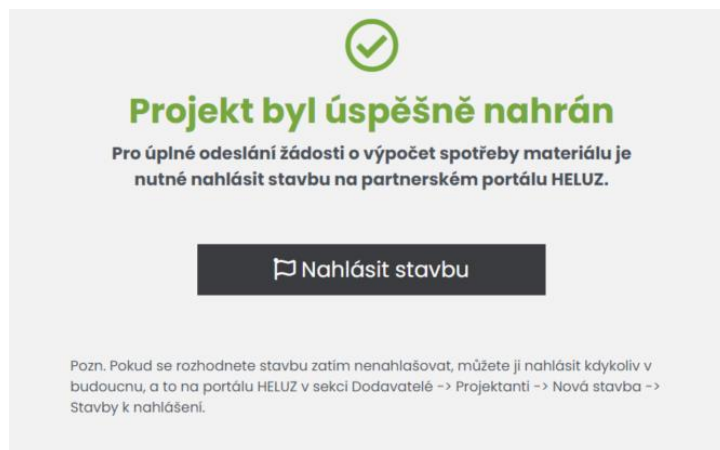 Projekt byl úspěšně nahrán
Pro úplné odeslání žádosti o výpočet spotřeby materiálu je
nutné nahlásit stavbu na partnerském portálu HELUZ.
Nahlásit stavbu
Pozn. Pokud se rozhodnete stavbu zatím nenahlašovat, můžete ji nahlásit kdykoliv v
budoucnu, a to na portálu HELUZ v sekci Dodavatelé -> Projektanti -> Nová stavba ->
Stavby k nahlášení.